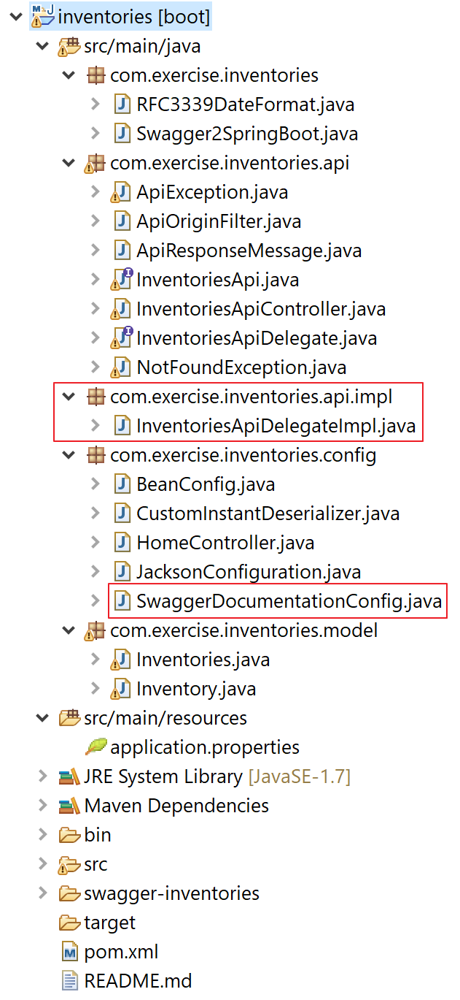 inventories [boot]
src/main/java
com.exercise.inventories
RFC3339DateFormat.java
Swagger2SpringBoot.java
com.exercise.inventories.api
ApiException.java
ApiOriginFilter.java
ApiResponseMessage.java
InventoriesApi.java
InventoriesApiController.java
InventoriesApiDelegate.java
NotFoundException.java
com.exercise.inventories.api.impl
InventoriesApiDelegateImpl.java
com.exercise.inventories.config
BeanConfig.java
CustomInstantDeserializer.java
HomeController.java
JacksonConfiguration.java
SwaggerDocumentationConfig.java
com.exercise.inventories.model
Inventories.java
Inventory.java
src/main/resources
application.properties
JRE System Library [JavaSE-1.7]
Maven Dependencies
bin
src
swagger-inventories
target
pom.xml
README.md